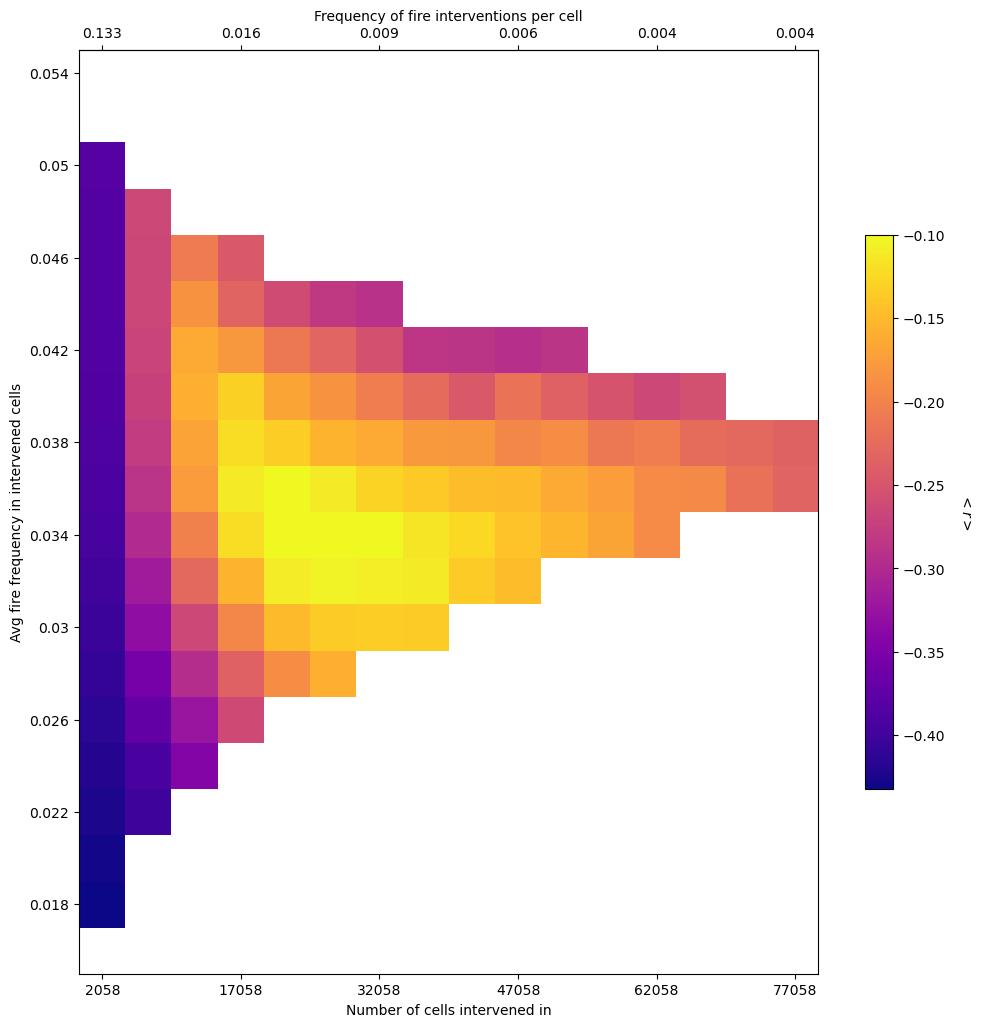 Frequency of fire interventions per cell
0.133 0.016 0.009 0.006 0.004 0.004
Avg fire frequency in intervened cells
0.054
0.05
0.046
0.042
0.038
0.034
0.03
0.026
0.022
0.018
2058 17058 32058 47058 62058 77058
Number of cells intervened in
−0.10
−0.15
−0.20
−0.25
−0.30
−0.35
−0.40
< r >